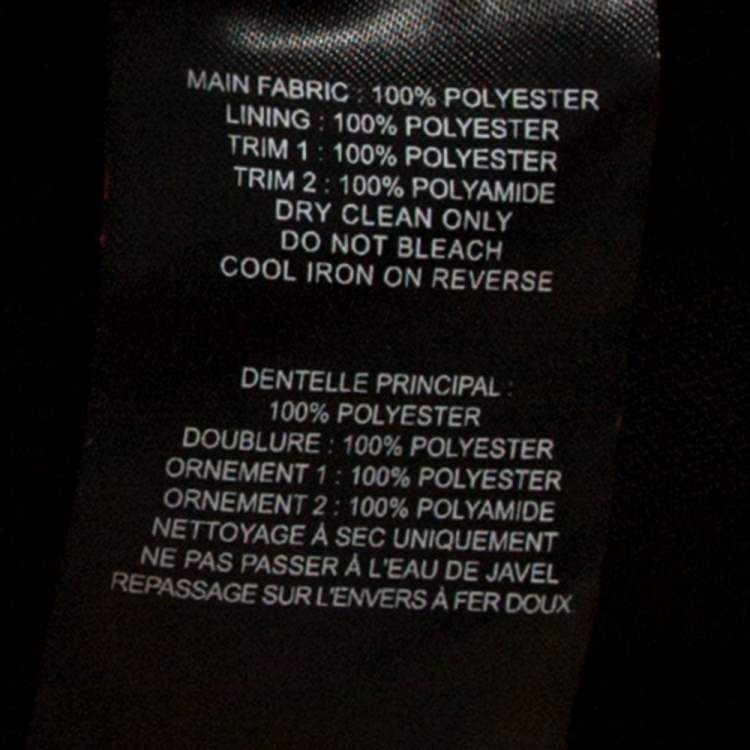 MAIN FABRIC : 100% POLYESTER
LINING : 100% POLYESTER
TRIM 1 : 100% POLYESTER
TRIM 2 : 100% POLYAMIDE
DRY CLEAN ONLY
DO NOT BLEACH
COOL IRON ON REVERSE
DENTELLE PRINCIPAL :
100% POLYESTER
DOUBLURE : 100% POLYESTER
ORNEMENT 1 : 100% POLYESTER
ORNEMENT 2 : 100% POLYAMIDE
NETTOYAGE À SEC UNIQUEMENT
NE PAS PASSER À L'EAU DE JAVEL
REPASSAGE SUR L'ENVERS À FER DOUX